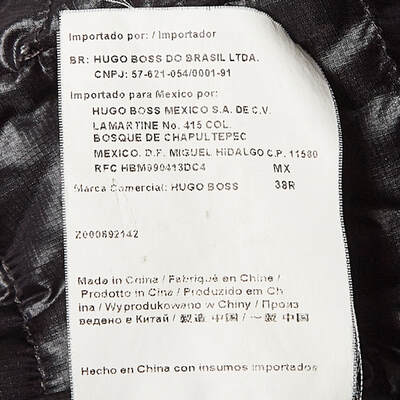 Importado por: / Importador
BR: HUGO BOSS DO BRASIL LTDA.
CNPJ: 57-621-054/0001-91
Importado para Mexico por:
HUGO BOSS MEXICO S.A. DE C.V.
LAMARTINE No. 415 COL.
BOSQUE DE CHAPULTEPEC
MEXICO. D.F. MIGUEL HIDALGO C.P. 11580
RFC HBM990413DC4 MX
Marca Comercial: HUGO BOSS 38R
Z000892142
Made in China / Fabriqué en Chine /
Prodotto in Cina / Produzido em Ch
ina / Wyprodukowano w Chiny / Произ
ведено в Китай / 製造 中国 / 中国
Hecho en China con insumos importados